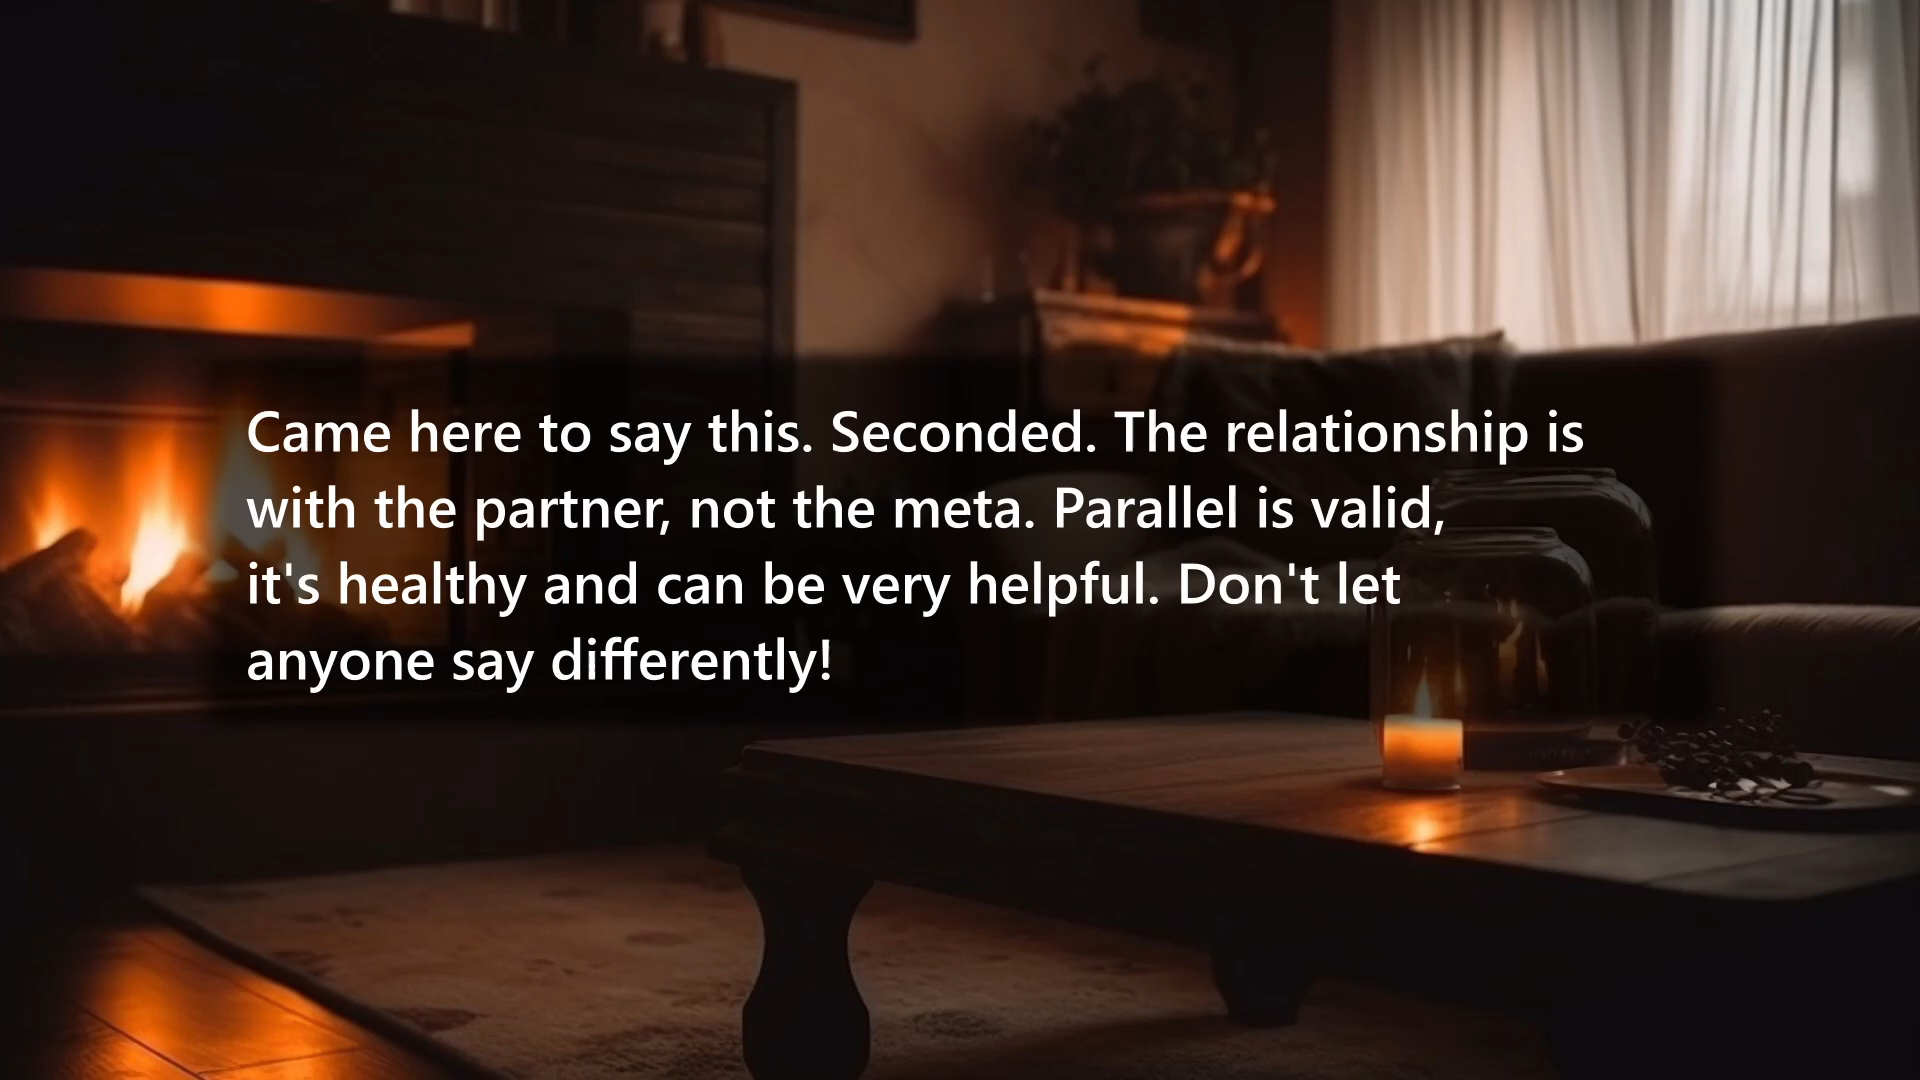 Came here to say this. Seconded. The relationship is
with the partner, not the meta. Parallel is valid,
it's healthy and can be very helpful. Don't let
anyone say differently!